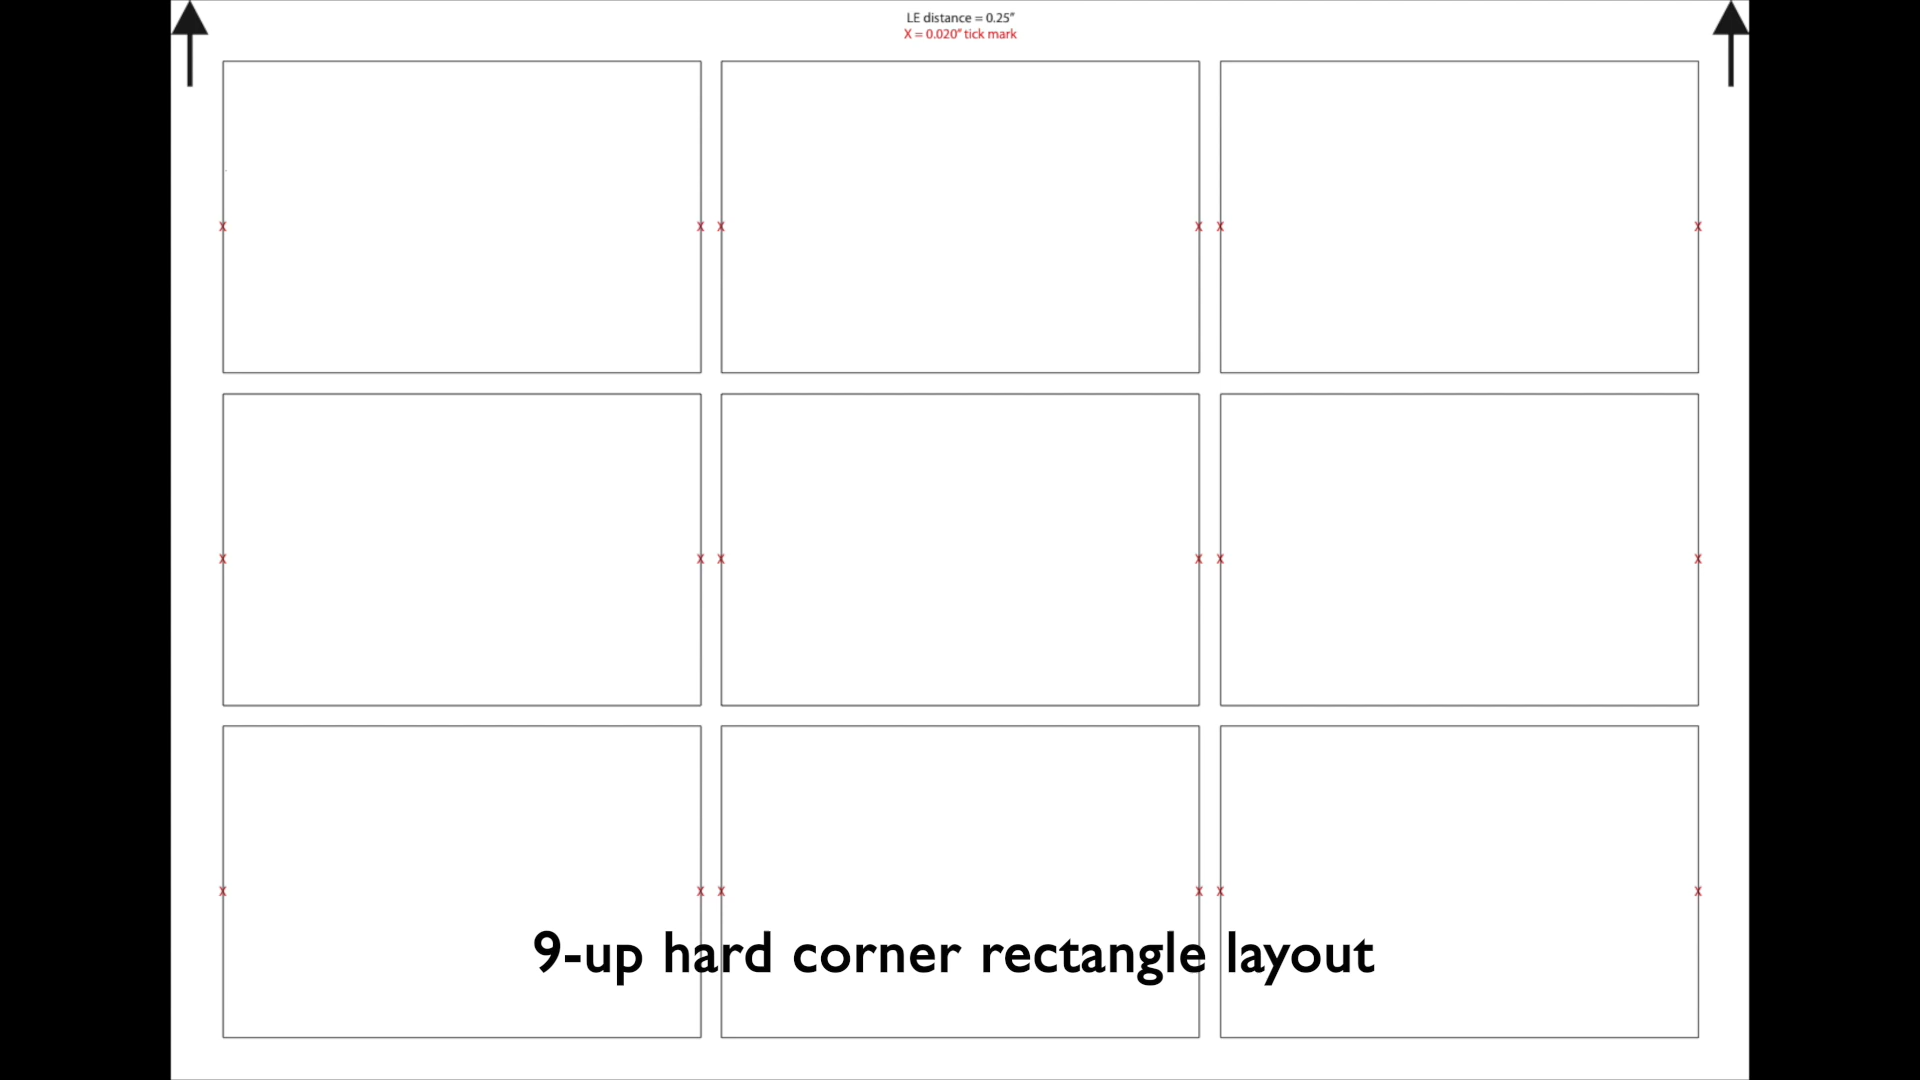 LE distance = 0.25"
X = 0.020" tick mark
X X X X X X
X X X X X X
X X X X X X
9-up hard corner rectangle layout